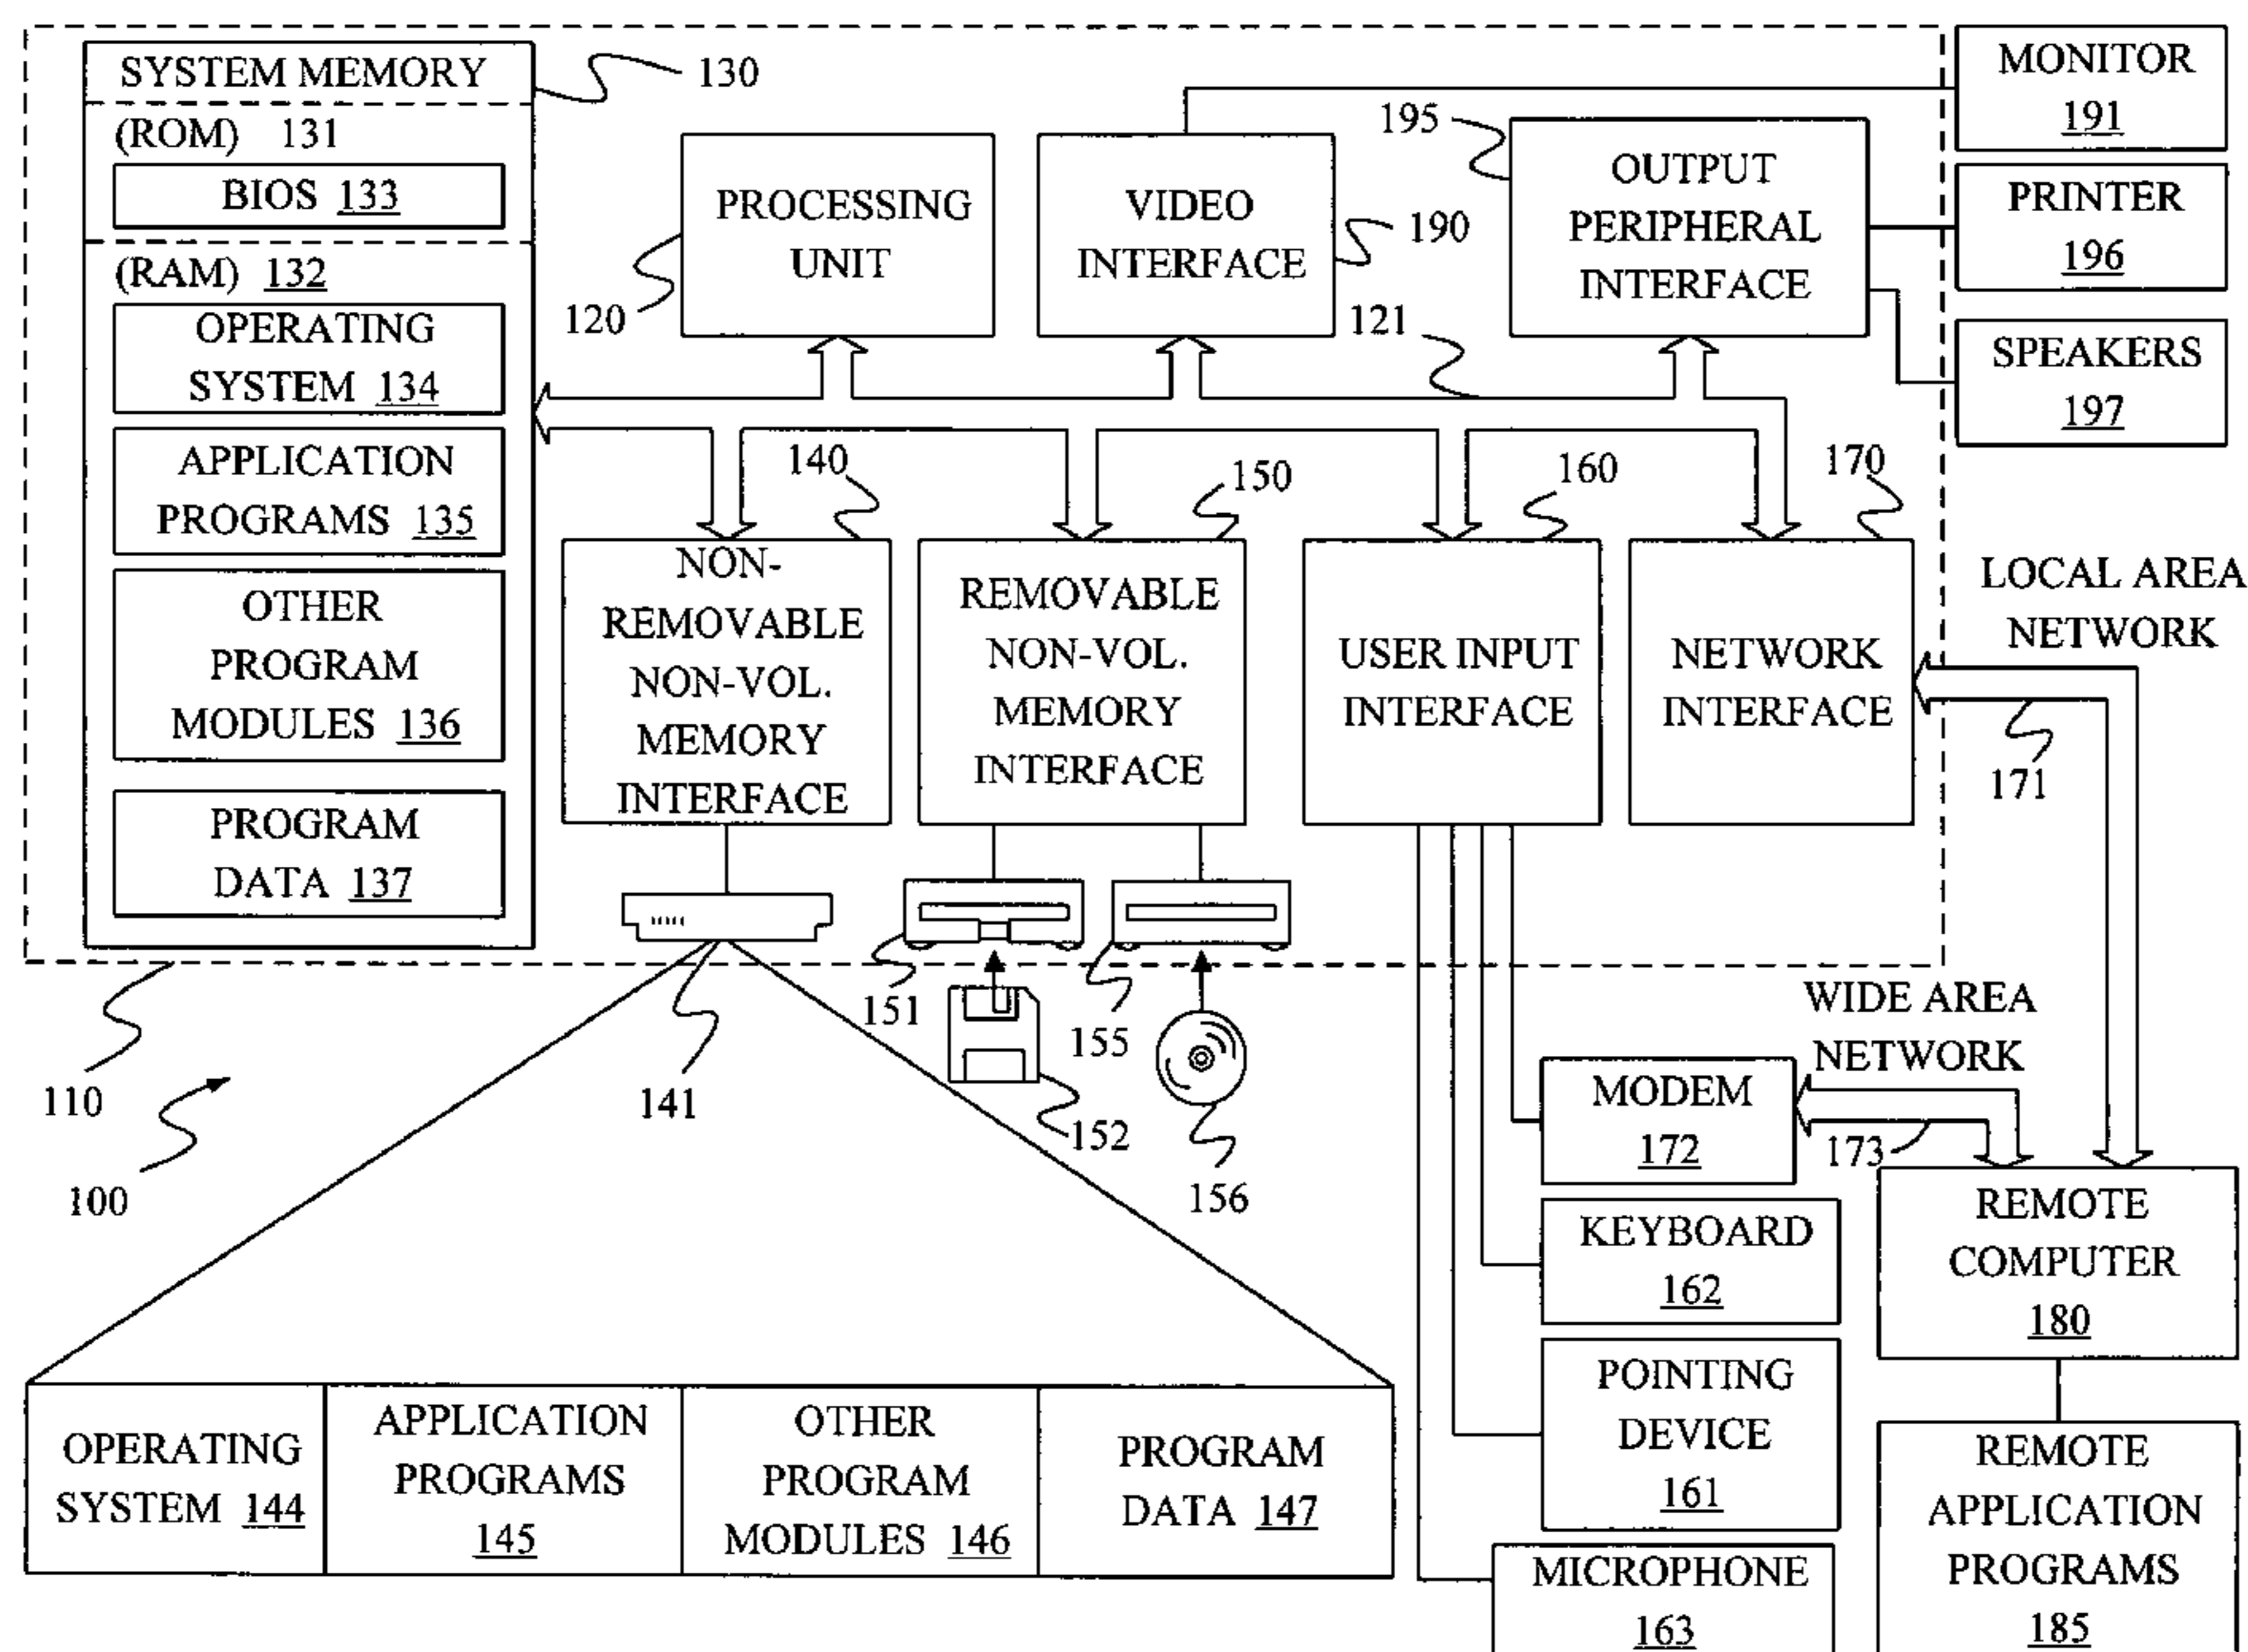 SYSTEM MEMORY
130
(ROM) 131
BIOS 133
(RAM) 132
OPERATING
SYSTEM 134
APPLICATION
PROGRAMS 135
OTHER
PROGRAM
MODULES 136
PROGRAM
DATA 137
PROCESSING
UNIT
120
VIDEO
INTERFACE
190
195
OUTPUT
PERIPHERAL
INTERFACE
121
MONITOR
191
PRINTER
196
SPEAKERS
197
140
NON-
REMOVABLE
NON-VOL.
MEMORY
INTERFACE
150
REMOVABLE
NON-VOL.
MEMORY
INTERFACE
160
USER INPUT
INTERFACE
170
NETWORK
INTERFACE
LOCAL AREA
NETWORK
171
110
100
141
151
152
155
156
WIDE AREA
NETWORK
MODEM
172
173
KEYBOARD
162
POINTING
DEVICE
161
MICROPHONE
163
REMOTE
COMPUTER
180
REMOTE
APPLICATION
PROGRAMS
185
OPERATING
SYSTEM 144
APPLICATION
PROGRAMS
145
OTHER
PROGRAM
MODULES 146
PROGRAM
DATA 147